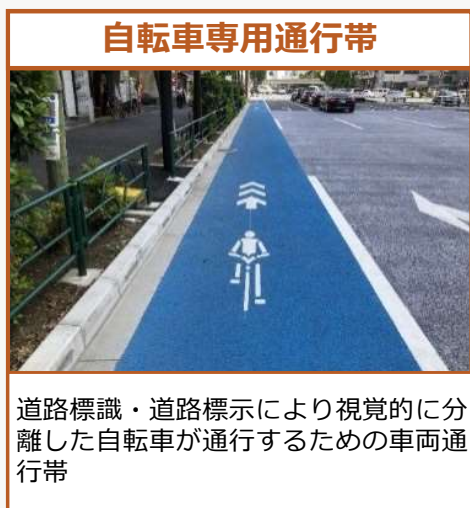 自転車専用通行帯
道路標識・道路標示により視覚的に分
離した自転車が通行するための車両通
行帯